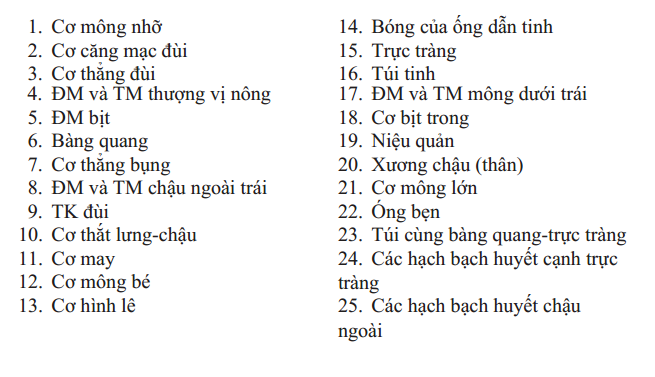 1. Cơ mông nhỡ
2. Cơ căng mạc đùi
3. Cơ thẳng đùi
4. ĐM và TM thượng vị nông
5. ĐM bịt
6. Bàng quang
7. Cơ thẳng bụng
8. ĐM và TM chậu ngoài trái
9. TK đùi
10. Cơ thắt lưng-chậu
11. Cơ may
12. Cơ mông bé
13. Cơ hình lê
14. Bóng của ống dẫn tinh
15. Trực tràng
16. Túi tinh
17. ĐM và TM mông dưới trái
18. Cơ bịt trong
19. Niệu quản
20. Xương chậu (thân)
21. Cơ mông lớn
22. Óng bẹn
23. Túi cùng bàng quang-trực tràng
24. Các hạch bạch huyết cạnh trực
tràng
25. Các hạch bạch huyết chậu
ngoài